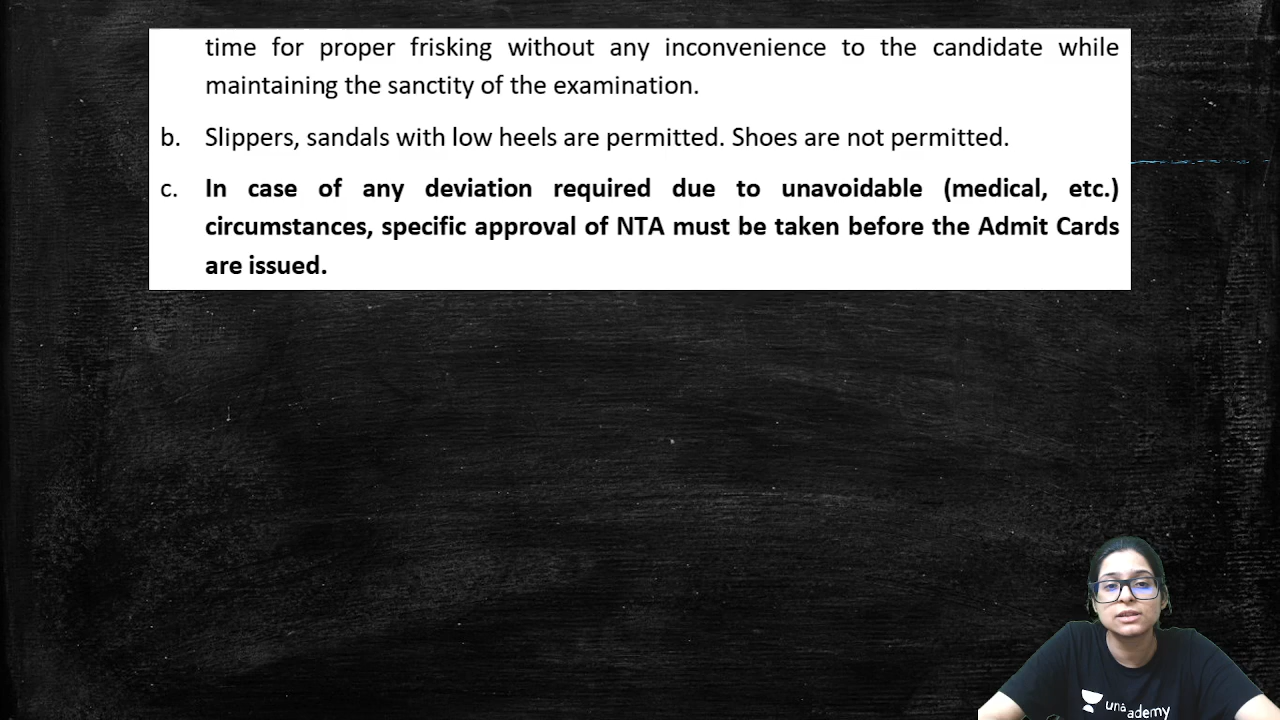 time for proper frisking without any inconvenience to the candidate while
maintaining the sanctity of the examination.
b. Slippers, sandals with low heels are permitted. Shoes are not permitted.
c. In case of any deviation required due to unavoidable (medical, etc.)
circumstances, specific approval of NTA must be taken before the Admit Cards
are issued.
unacademy